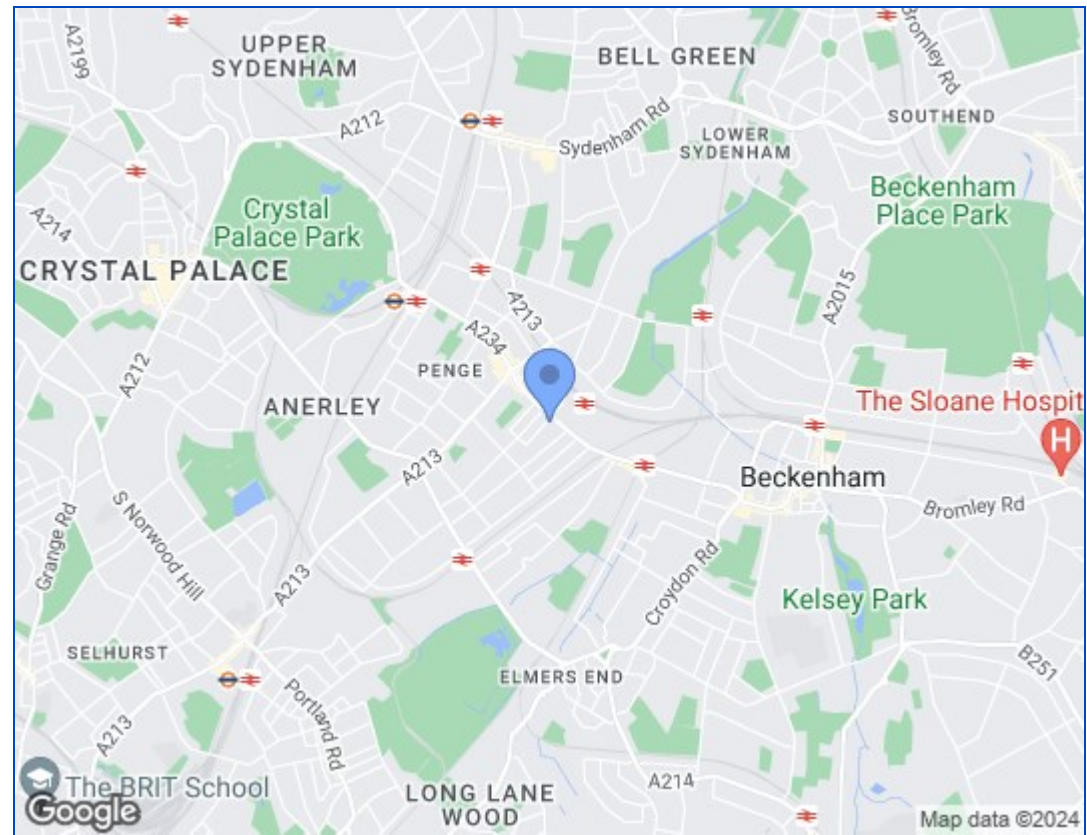 A2199
UPPER
SYDENHAM
A212
BELL GREEN
Bromley Rd
SOUTHEND
Sydenham Rd
LOWER
SYDENHAM
A214
Crystal
Palace Park
Beckenham
Place Park
CRYSTAL PALACE
A213
A234
A2015
A212
PENGE
ANERLEY
The Sloane Hospit
H
A213
Beckenham
Bromley Rd
S Norwood Hill
Grange Rd
A213
Croydon Rd
Kelsey Park
SELHURST
ELMERS END
B251
Portland Rd
A213
The BRIT School
LONG LANE
WOOD
A214
Google
Map data ©2024